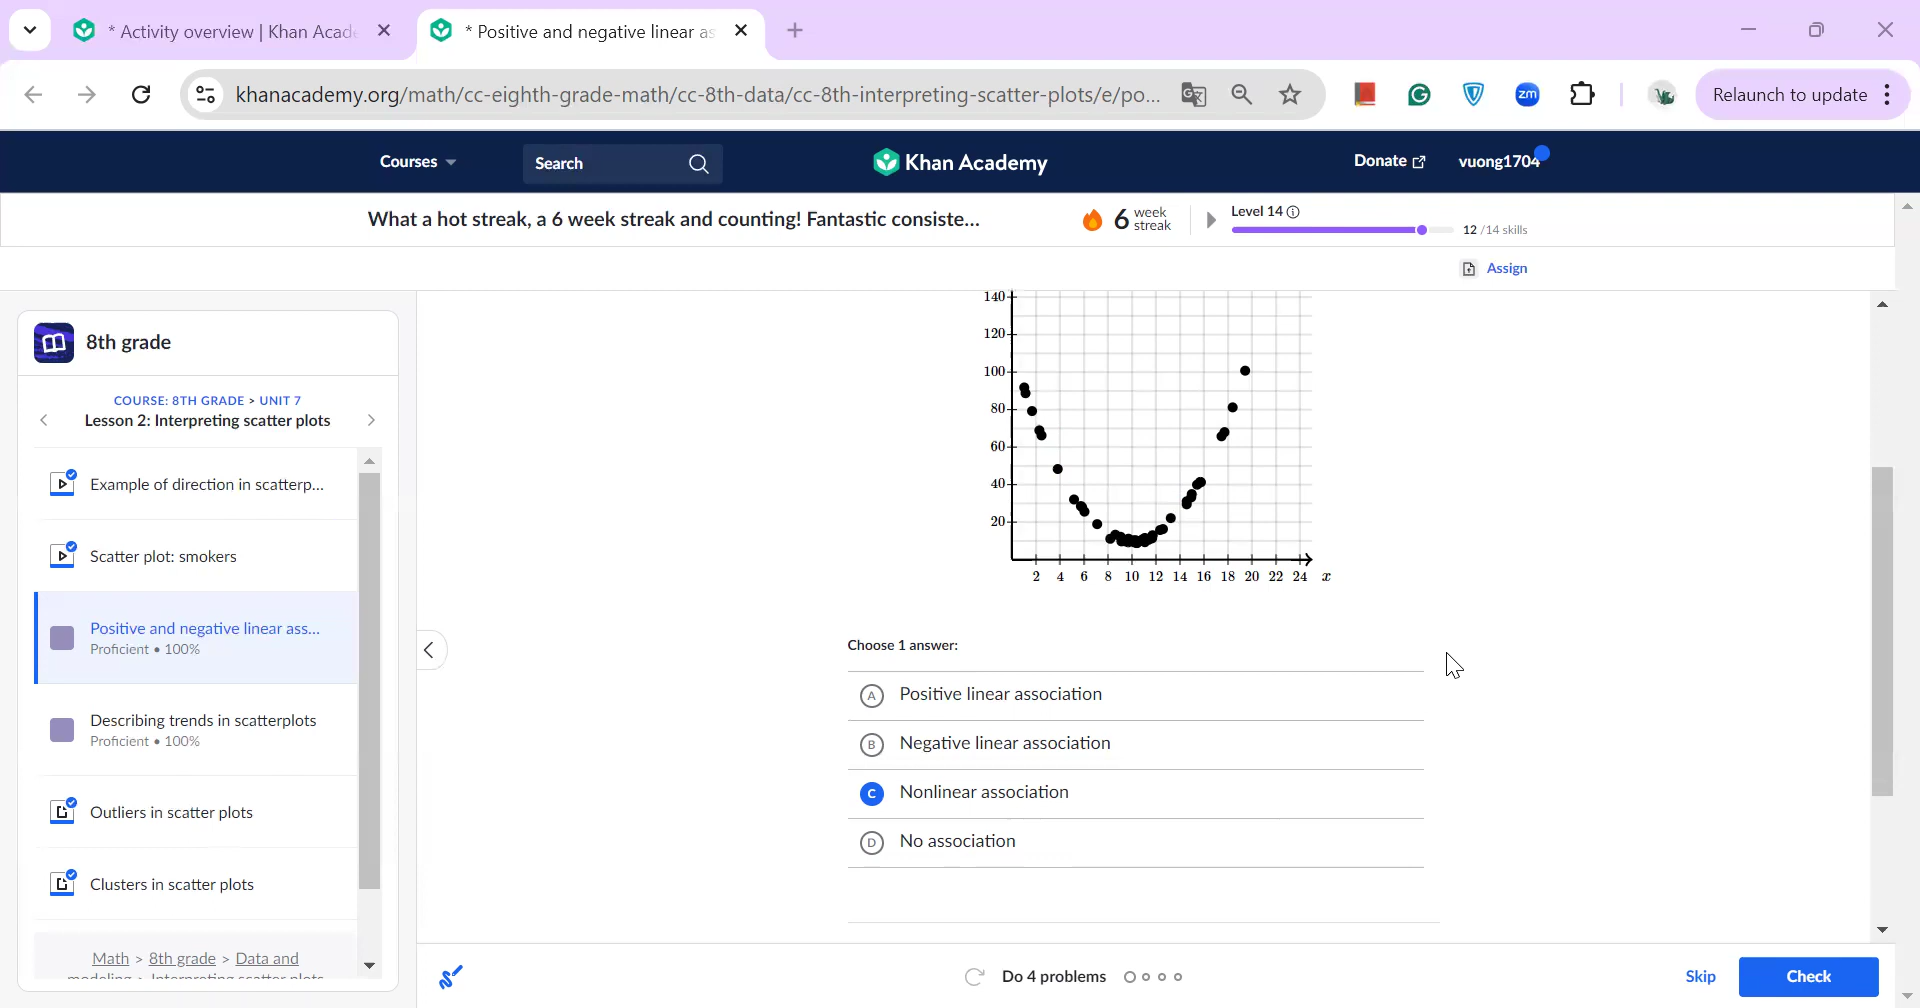 * Activity overview | Khan Acade
* Positive and negative linear as
khanacademy.org/math/cc-eighth-grade-math/cc-8th-data/cc-8th-interpreting-scatter-plots/e/po...
zm
Relaunch to update
Courses
Search
Khan Academy
Donate
vuong1704
What a hot streak, a 6 week streak and counting! Fantastic consiste...
6 week streak
Level 14
12 /14 skills
Assign
8th grade
COURSE: 8TH GRADE > UNIT 7
Lesson 2: Interpreting scatter plots
Example of direction in scatterp...
Scatter plot: smokers
Positive and negative linear ass...
Proficient • 100%
Describing trends in scatterplots
Proficient • 100%
Outliers in scatter plots
Clusters in scatter plots
Math > 8th grade > Data and
modeling > Interpreting scatter plots
140
120
100
80
60
40
20
2 4 6 8 10 12 14 16 18 20 22 24 x
Choose 1 answer:
A Positive linear association
B Negative linear association
C Nonlinear association
D No association
Do 4 problems
Skip
Check